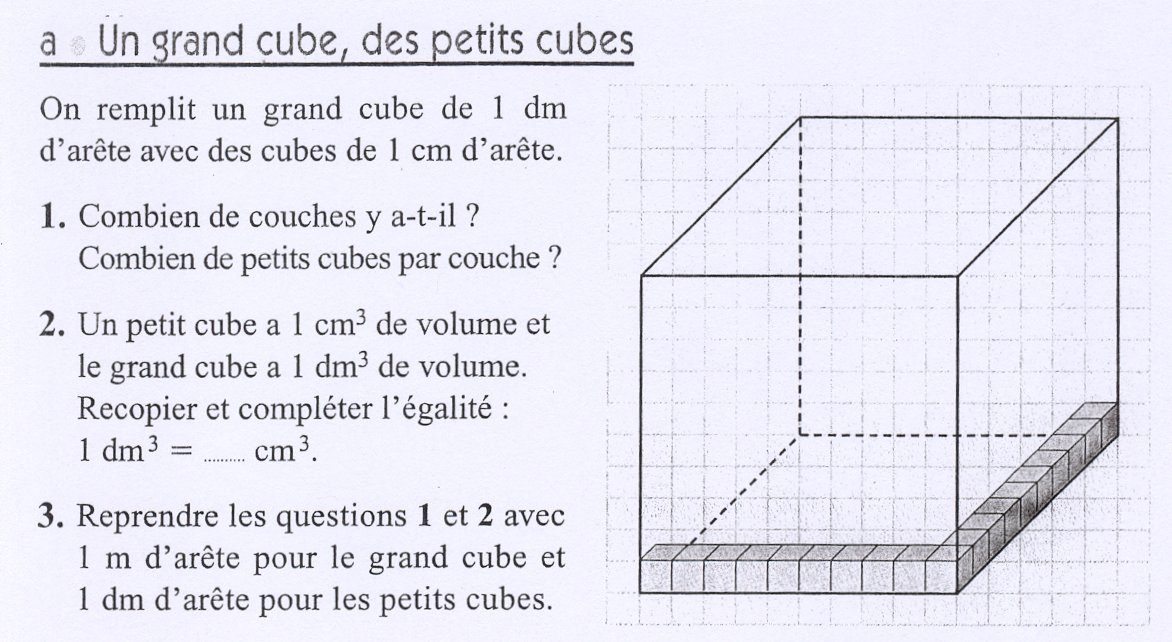 a Un grand cube, des petits cubes
On remplit un grand cube de 1 dm
d'arête avec des cubes de 1 cm d'arête.
1. Combien de couches y a-t-il ?
Combien de petits cubes par couche ?
2. Un petit cube a 1 cm³ de volume et
le grand cube a 1 dm³ de volume.
Recopier et compléter l'égalité :
1 dm³ = ......... cm³.
3. Reprendre les questions 1 et 2 avec
1 m d'arête pour le grand cube et
1 dm d'arête pour les petits cubes.